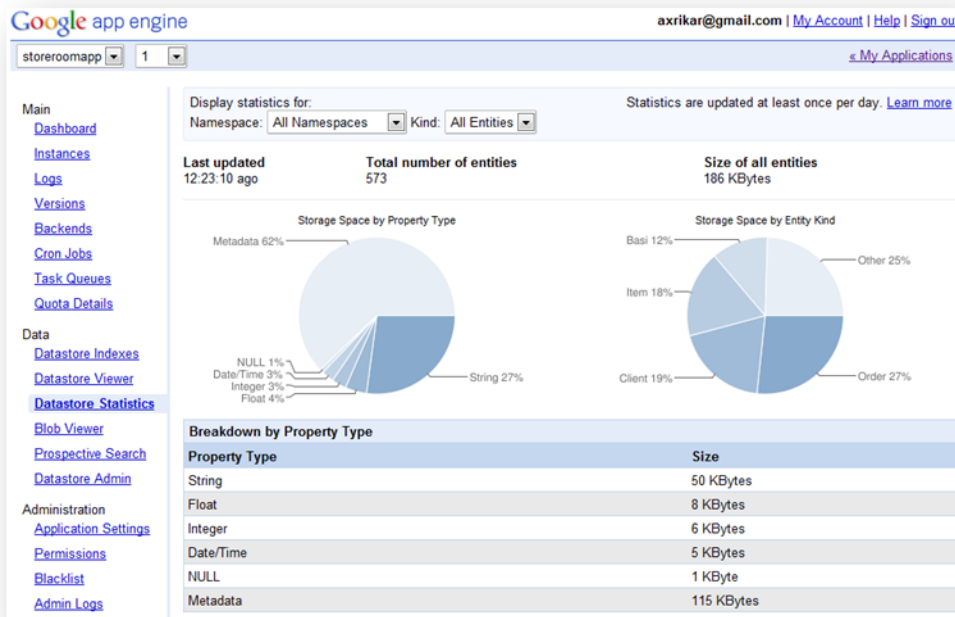 Google app engine
axrikar@gmail.com | My Account | Help | Sign ou
storeroomapp 1 « My Applications
Main
Dashboard
Instances
Logs
Versions
Backends
Cron Jobs
Task Queues
Quota Details
Data
Datastore Indexes
Datastore Viewer
Datastore Statistics
Blob Viewer
Prospective Search
Datastore Admin
Administration
Application Settings
Permissions
Blacklist
Admin Logs
Display statistics for:
Statistics are updated at least once per day. Learn more
Namespace: All Namespaces Kind: All Entities
Last updated Total number of entities Size of all entities
12:23:10 ago 573 186 KBytes
Storage Space by Property Type
Metadata 62%
NULL 1%
Date/Time 3%
Integer 3%
Float 4%
String 27%
Storage Space by Entity Kind
Basi 12%
Other 25%
Item 18%
Client 19%
Order 27%
Breakdown by Property Type
Property Type Size
String 50 KBytes
Float 8 KBytes
Integer 6 KBytes
Date/Time 5 KBytes
NULL 1 KByte
Metadata 115 KBytes